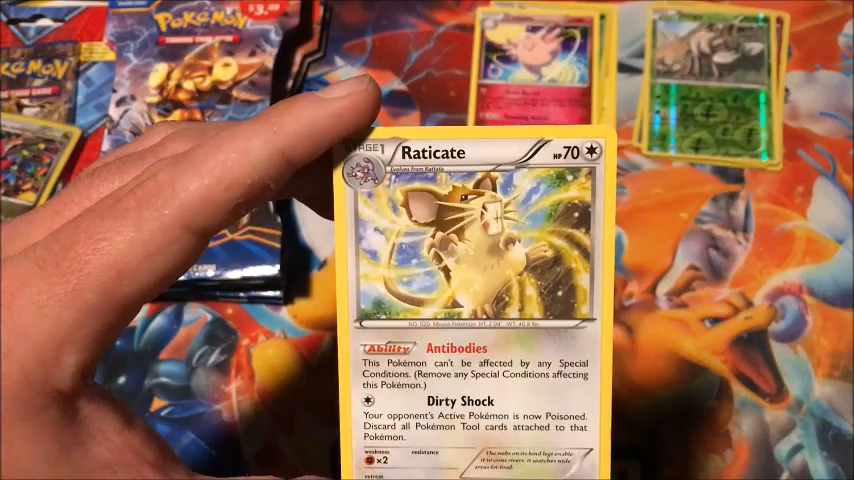 POKÉMON
$3.49
STAGE1
Raticate
HP70
Evolves from Rattata
NO. 020 Mouse Pokémon HT: 2'04" WT: 40.8 lbs.
Ability Antibodies
This Pokémon can't be affected by any Special
Conditions. (Remove any Special Conditions affecting
this Pokémon.)
Dirty Shock
Your opponent's Active Pokémon is now Poisoned.
Discard all Pokémon Tool cards attached to that
Pokémon.
weakness
resistance
×2
The webs on its hind legs enable
it to cross rivers. It searches wide
areas for food.
retreat